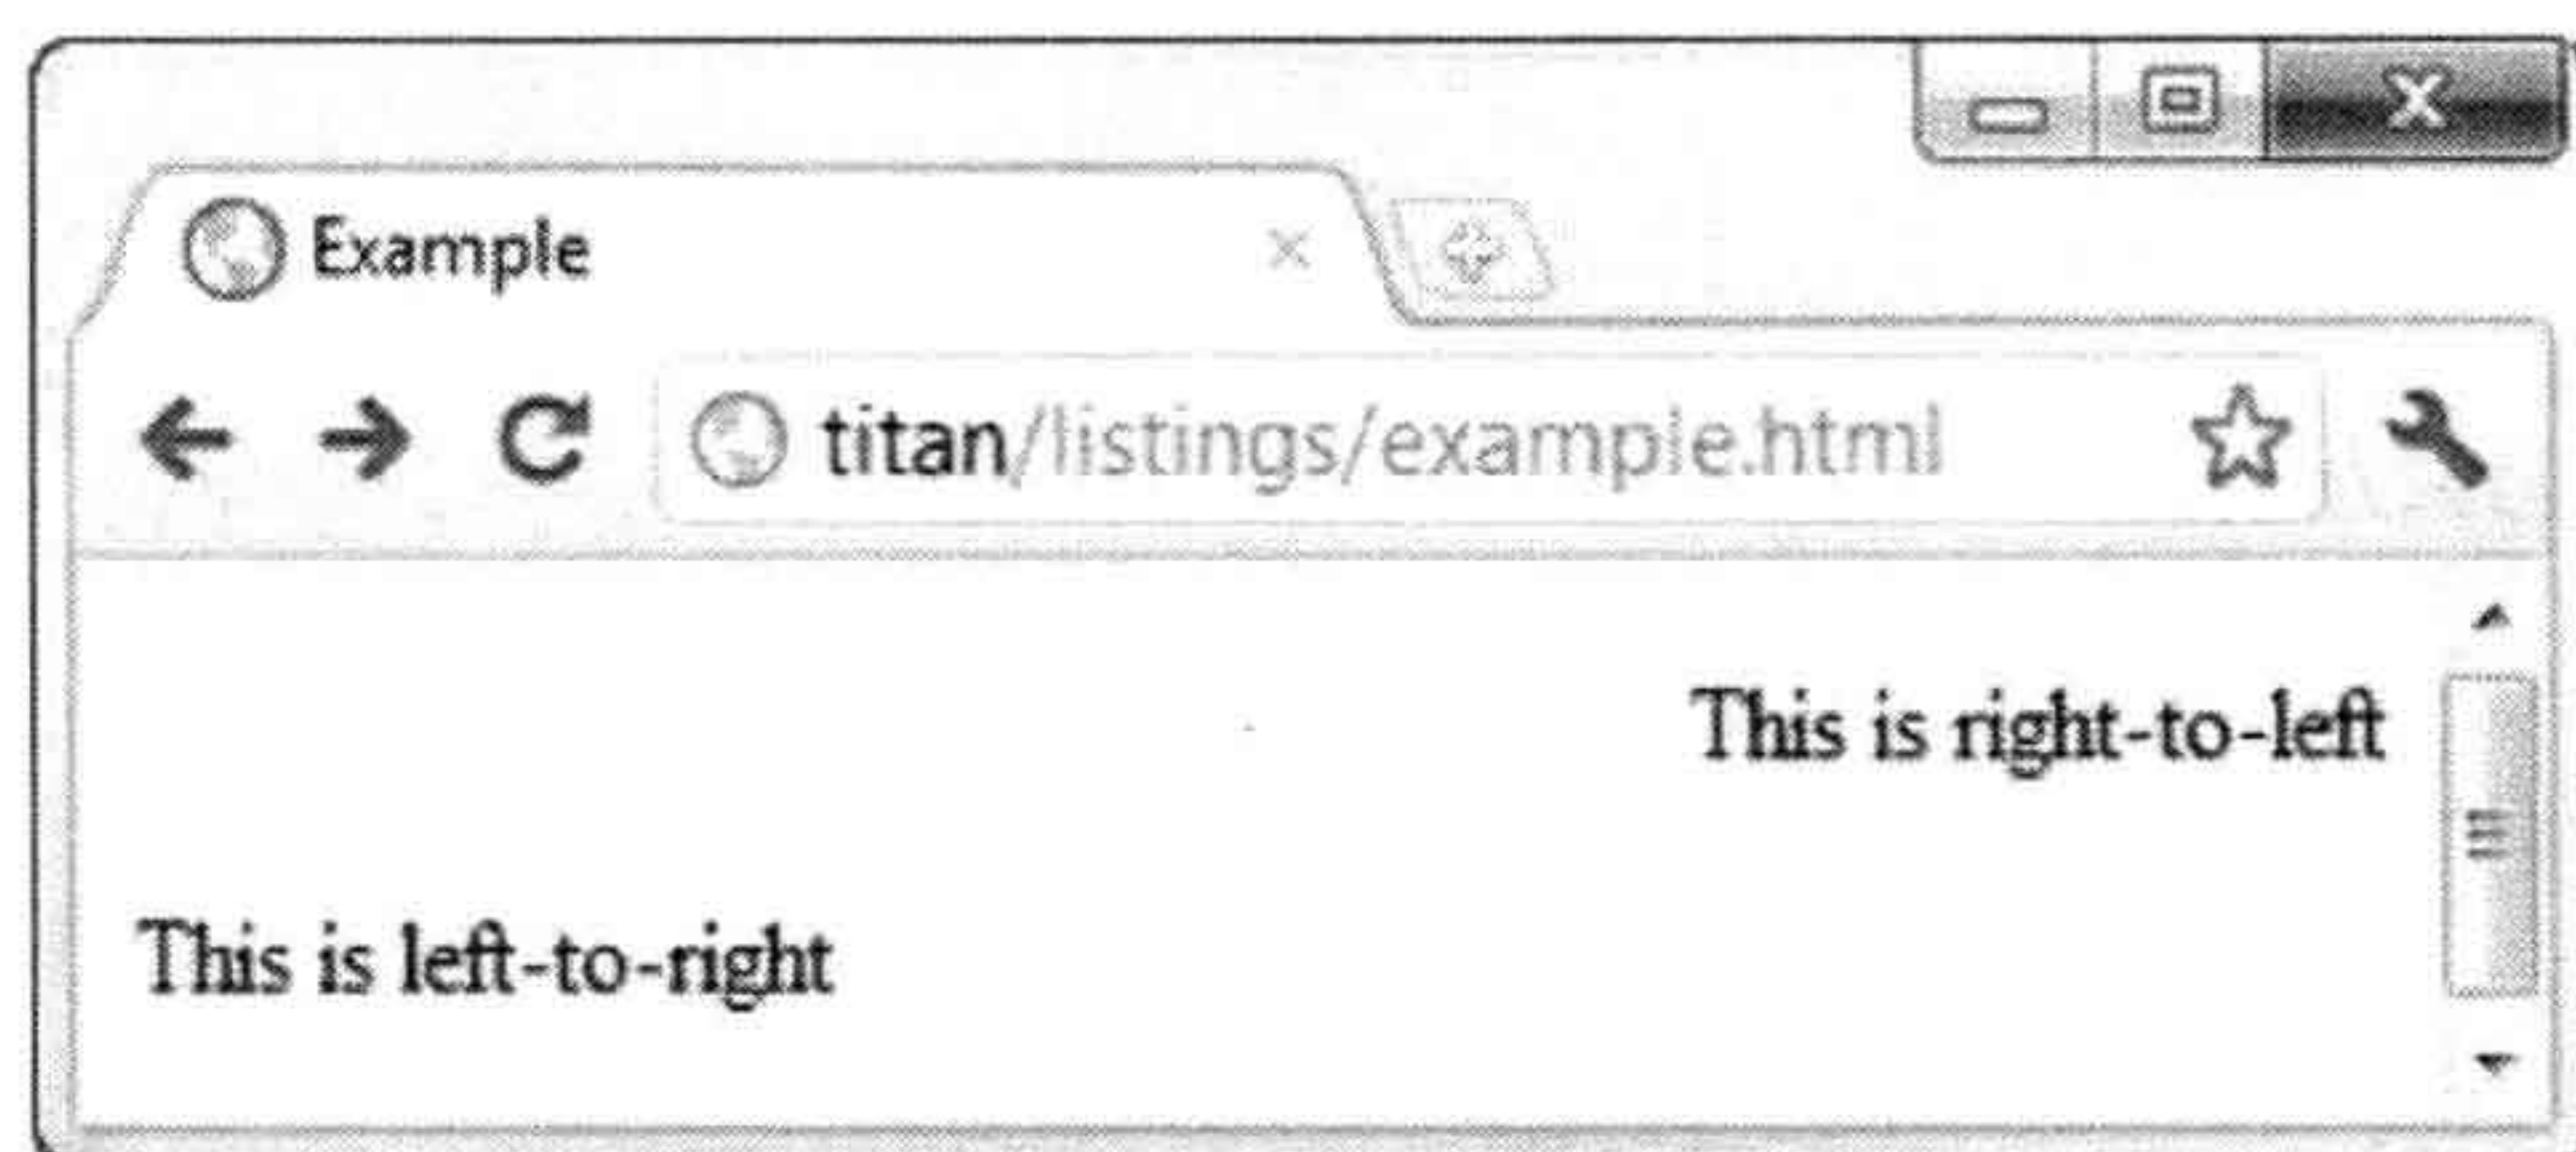 Example
titan/listings/example.html
This is right-to-left
This is left-to-right